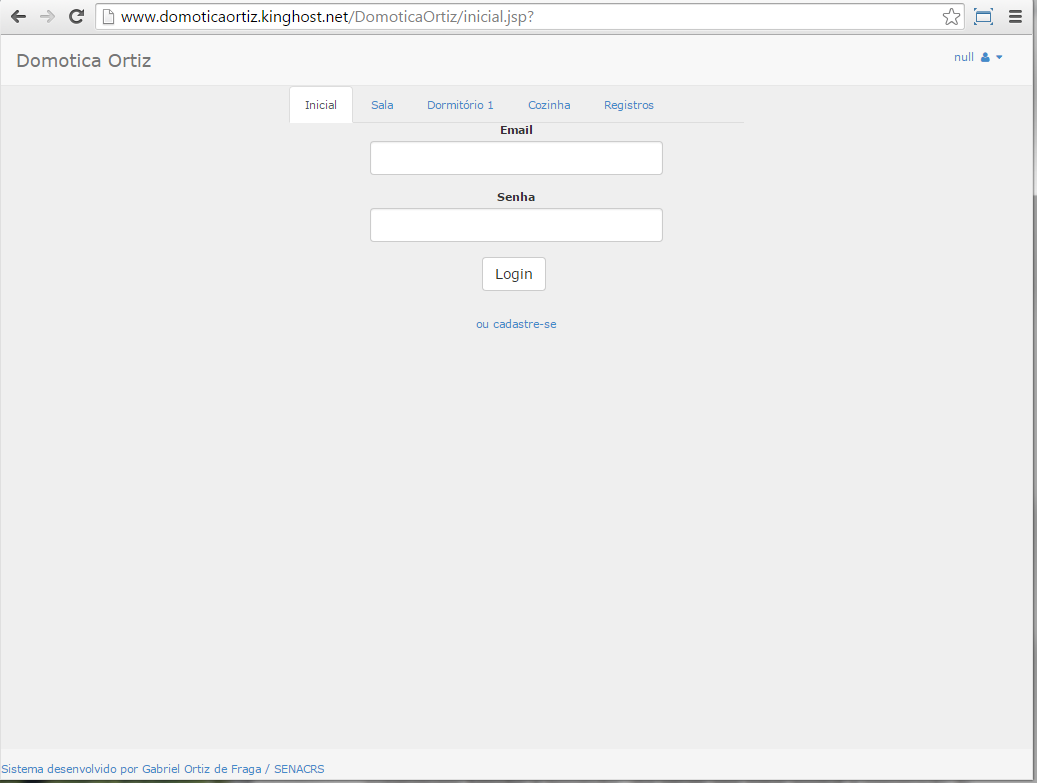 www.domoticaortiz.kinghost.net/DomoticaOrtiz/inicial.jsp?
Domotica Ortiz
null
Inicial Sala Dormitório 1 Cozinha Registros
Email
Senha
Login
ou cadastre-se
Sistema desenvolvido por Gabriel Ortiz de Fraga / SENACRS